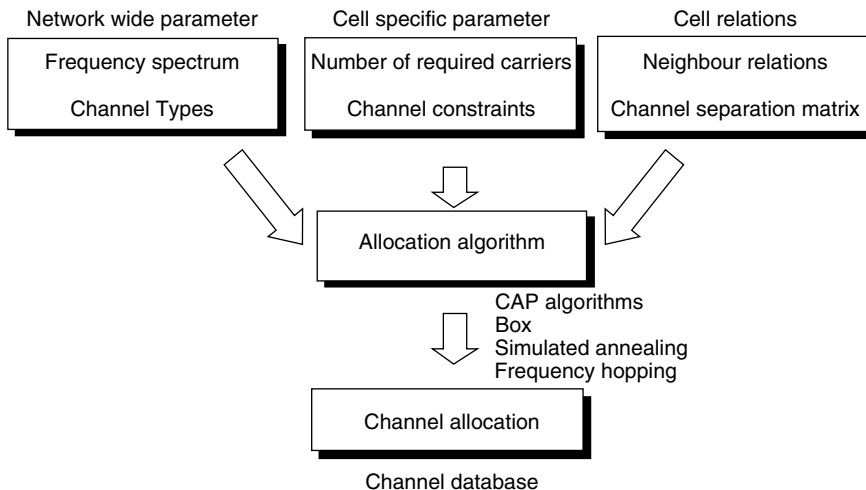 Network wide parameter
Frequency spectrum
Channel Types
Cell specific parameter
Number of required carriers
Channel constraints
Cell relations
Neighbour relations
Channel separation matrix
Allocation algorithm
CAP algorithms
Box
Simulated annealing
Frequency hopping
Channel allocation
Channel database